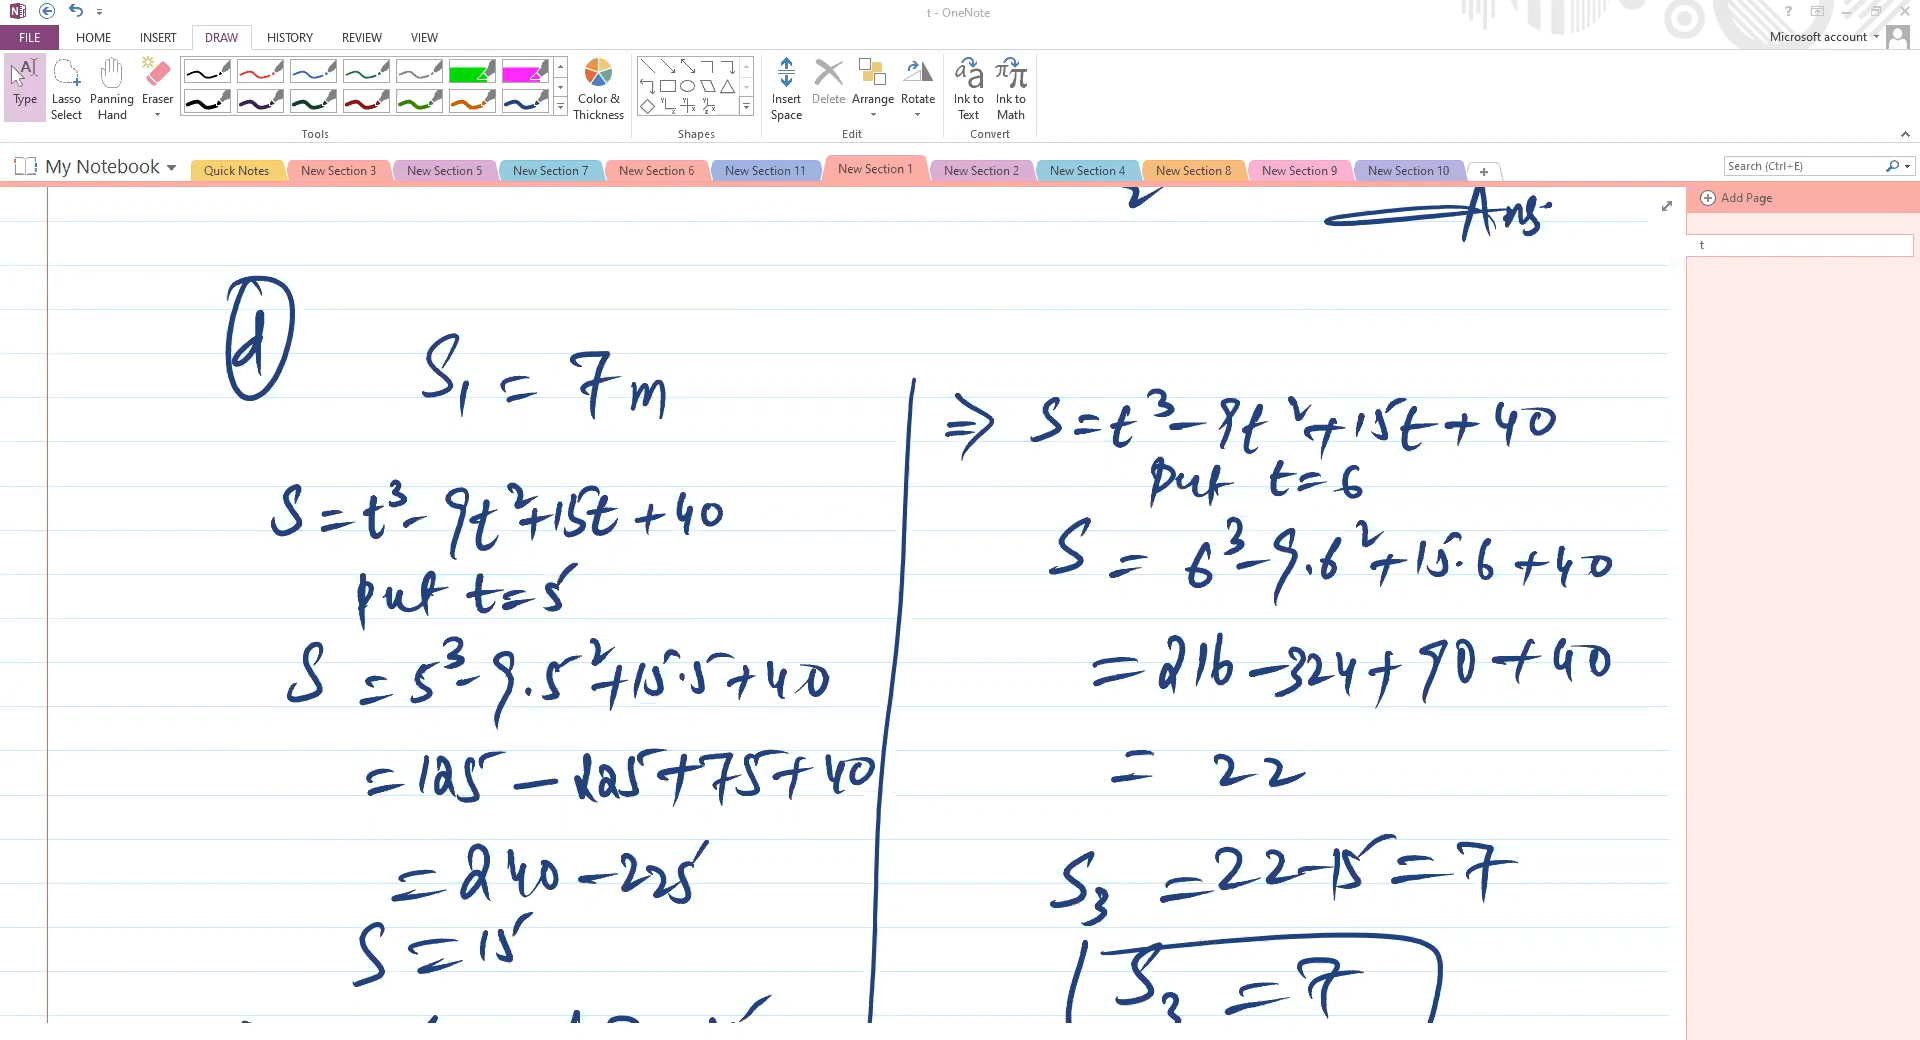 t - OneNote
FILE HOME INSERT DRAW HISTORY REVIEW VIEW
Microsoft account
Type
Lasso Select
Panning Hand
Eraser
Color & Thickness
Insert Space
Delete
Arrange
Rotate
Ink to Text
Ink to Math
Tools
Shapes
Edit
Convert
My Notebook
Quick Notes
New Section 3
New Section 5
New Section 7
New Section 6
New Section 11
New Section 1
New Section 2
New Section 4
New Section 8
New Section 9
New Section 10
Search (Ctrl+E)
Add Page
t
2
Ans.
d
S₁ = 7 m
S = t³ - 9t² + 15t + 40
put t = 5
S = 5³ - 9.5² + 15.5 + 40
= 125 - 225 + 75 + 40
= 240 - 225
S = 15
⇒ S = t³ - 9t² + 15t + 40
put t = 6
S = 6³ - 9.6² + 15.6 + 40
= 216 - 324 + 90 + 40
= 22
S₃ = 22 - 15 = 7
S₃ = 7